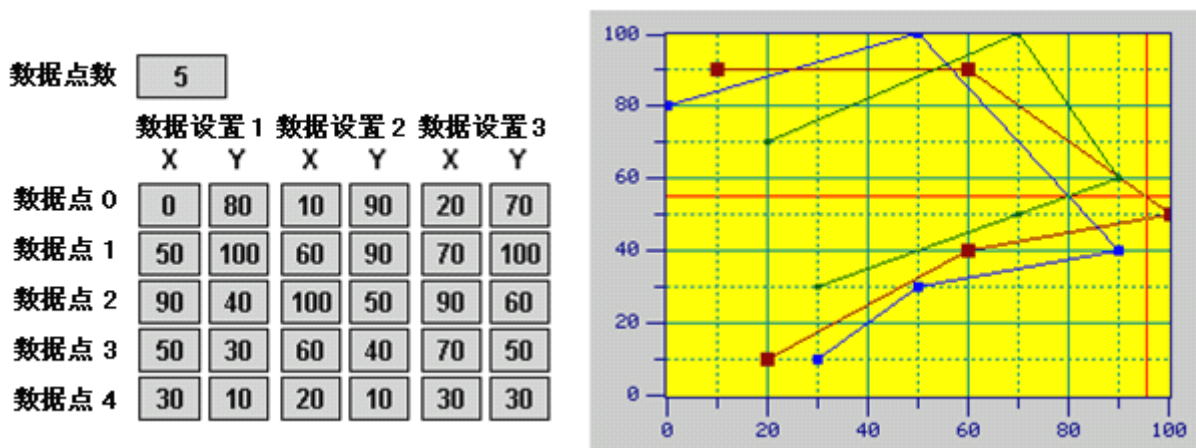 数据点数 5
数据设置1 数据设置2 数据设置3
X Y X Y X Y
数据点 0 0 80 10 90 20 70
数据点 1 50 100 60 90 70 100
数据点 2 90 40 100 50 90 60
数据点 3 50 30 60 40 70 50
数据点 4 30 10 20 10 30 30
100
80
60
40
20
0
0 20 40 60 80 100